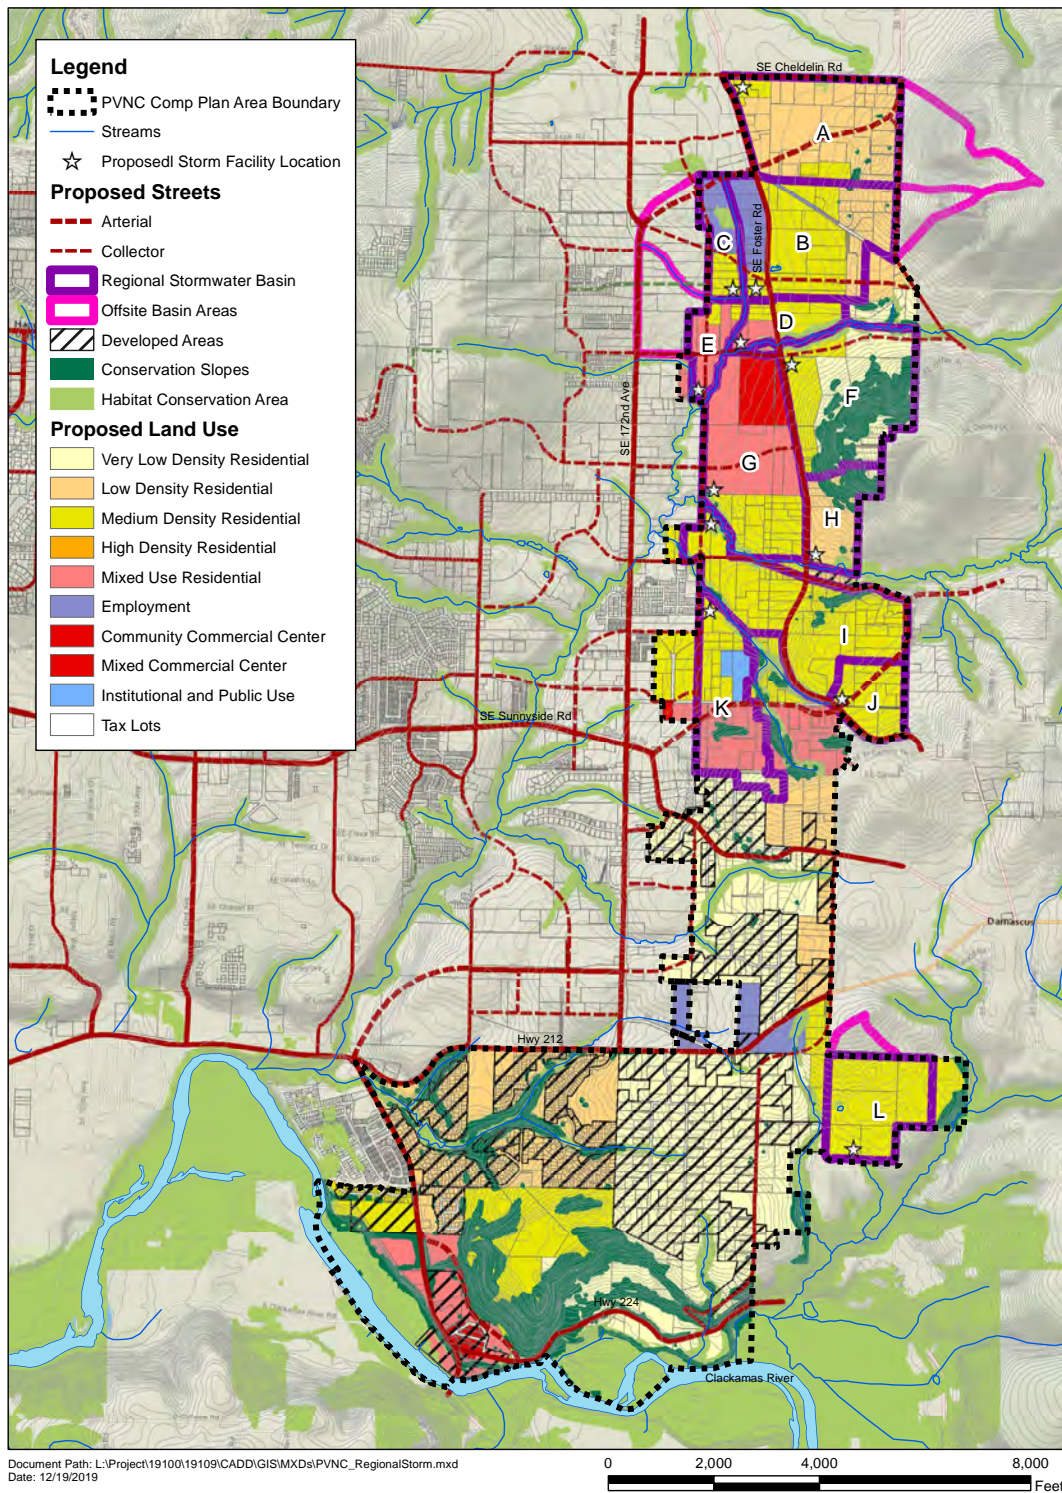 Legend
PVNC Comp Plan Area Boundary
Streams
Proposedl Storm Facility Location
Proposed Streets
Arterial
Collector
Regional Stormwater Basin
Offsite Basin Areas
Developed Areas
Conservation Slopes
Habitat Conservation Area
Proposed Land Use
Very Low Density Residential
Low Density Residential
Medium Density Residential
High Density Residential
Mixed Use Residential
Employment
Community Commercial Center
Mixed Commercial Center
Institutional and Public Use
Tax Lots
SE Cheldelin Rd
A
SE Foster Rd
B
C
D
E
F
SE 172nd Ave
G
H
I
J
K
SE Sunnyside Rd
Damascus
Hwy 212
L
Hwy 224
Clackamas River
Document Path: L:\Project\19100\19109\CADD\GIS\MXDs\PVNC_RegionalStorm.mxd
Date: 12/19/2019
0 2,000 4,000 8,000
Feet